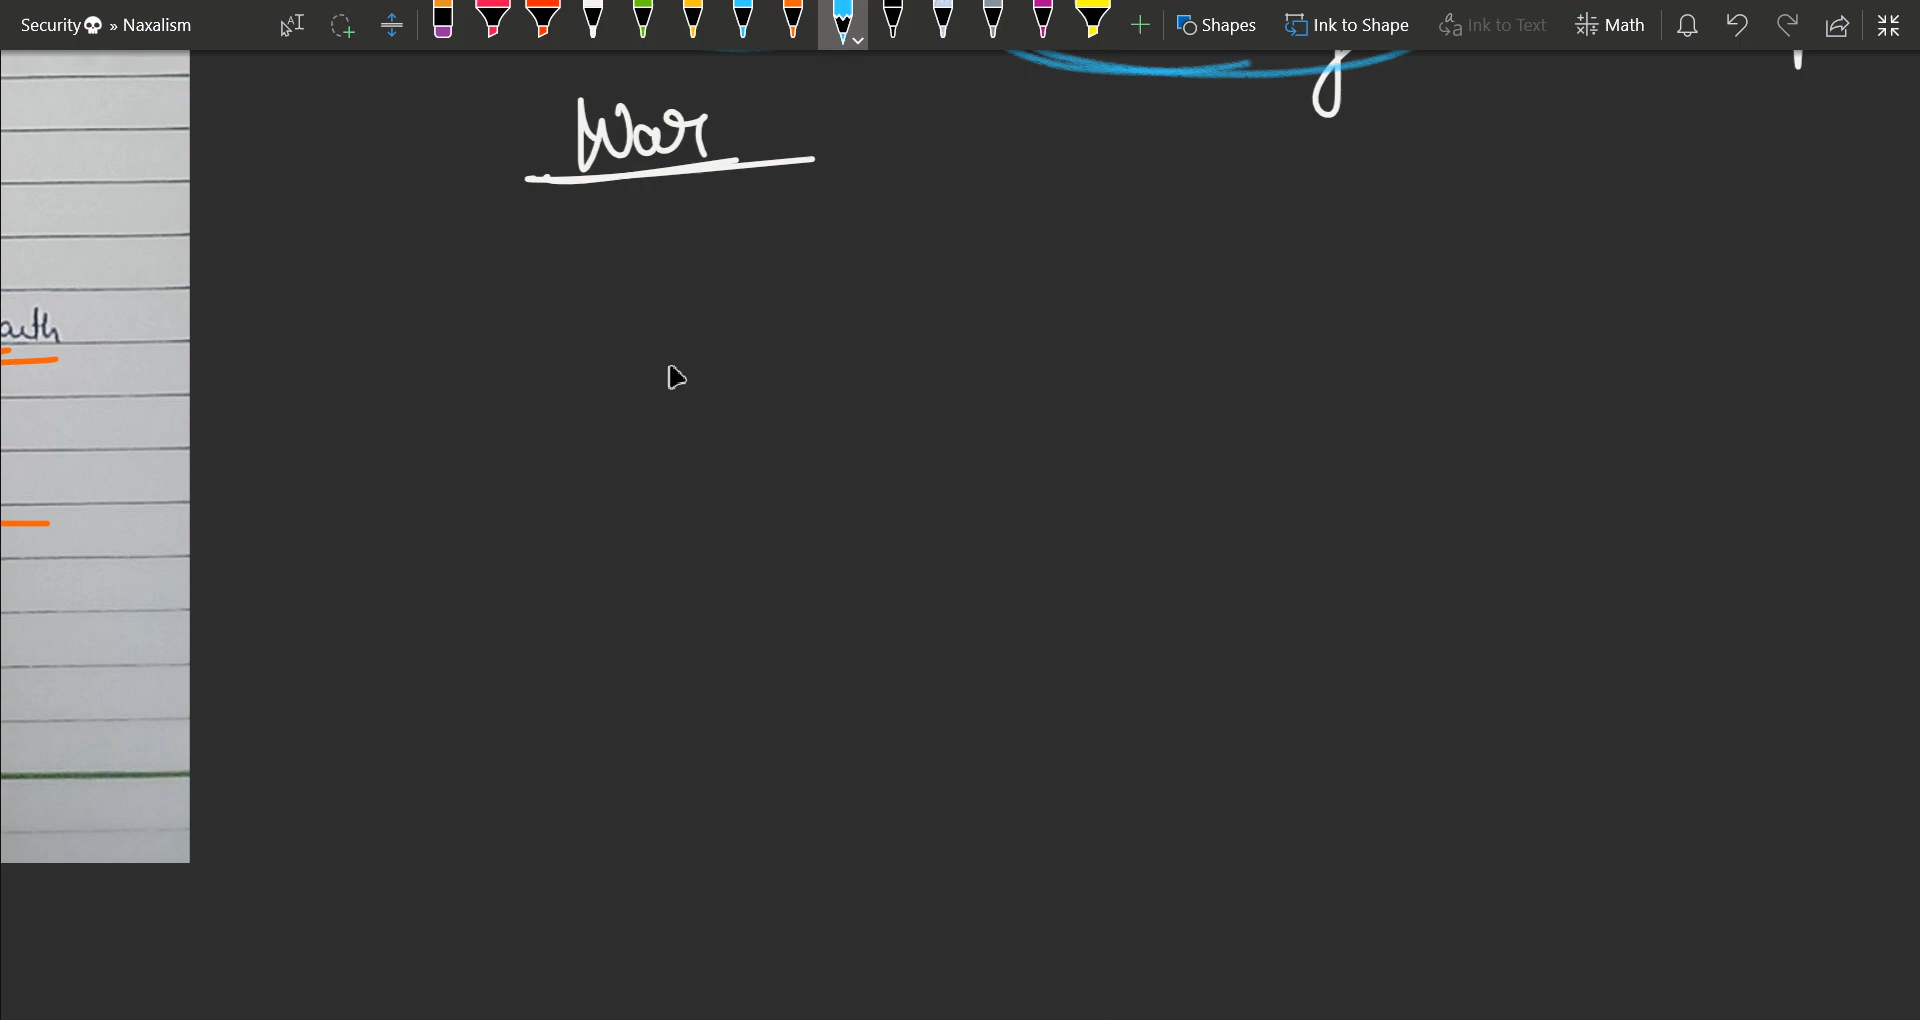 Security💀 » Naxalism
Shapes
Ink to Shape
Ink to Text
Math
War